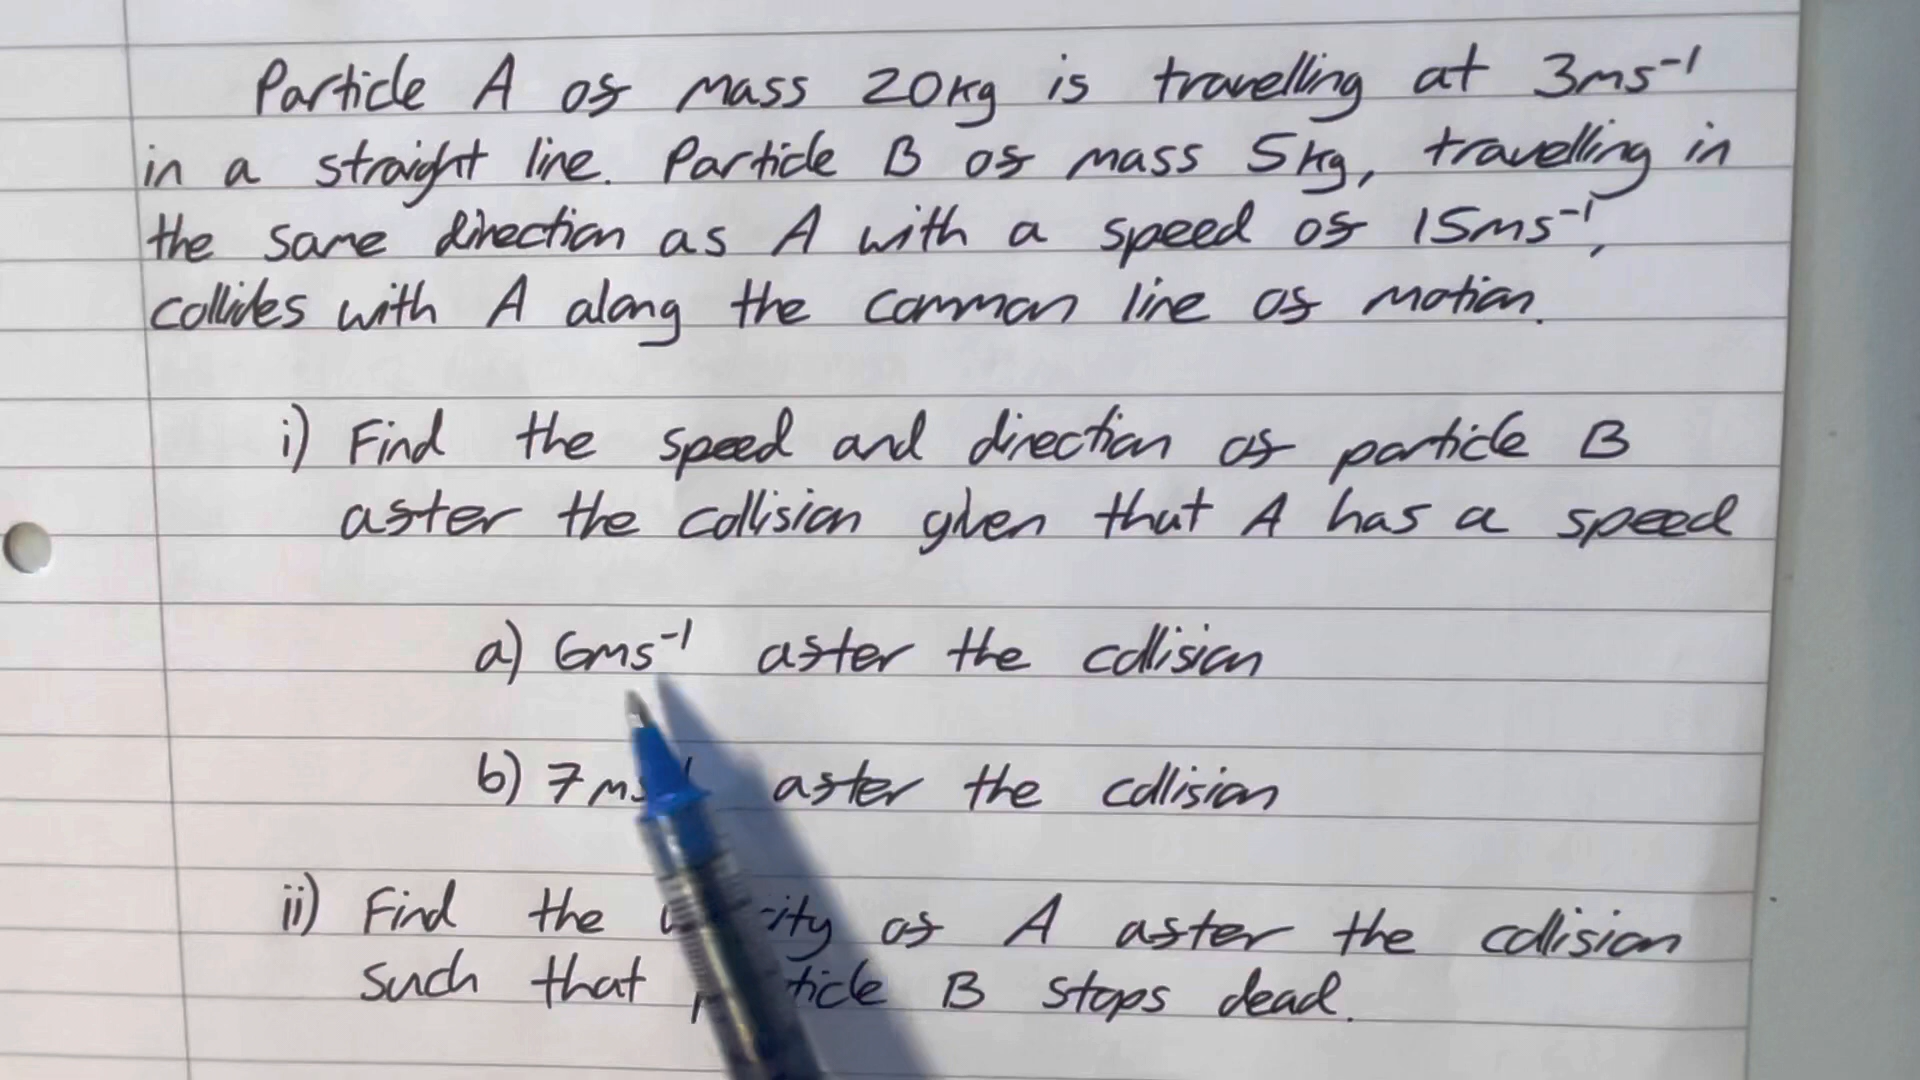 Particle A of mass 20kg is travelling at 3ms⁻¹
in a straight line. Particle B of mass 5kg, travelling in
the same direction as A with a speed of 15ms⁻¹,
collides with A along the common line of motion.
i) Find the speed and direction of particle B
after the collision given that A has a speed
a) 6ms⁻¹ after the collision
b) 7ms after the collision
ii) Find the of A after the collision
such that B stops dead.